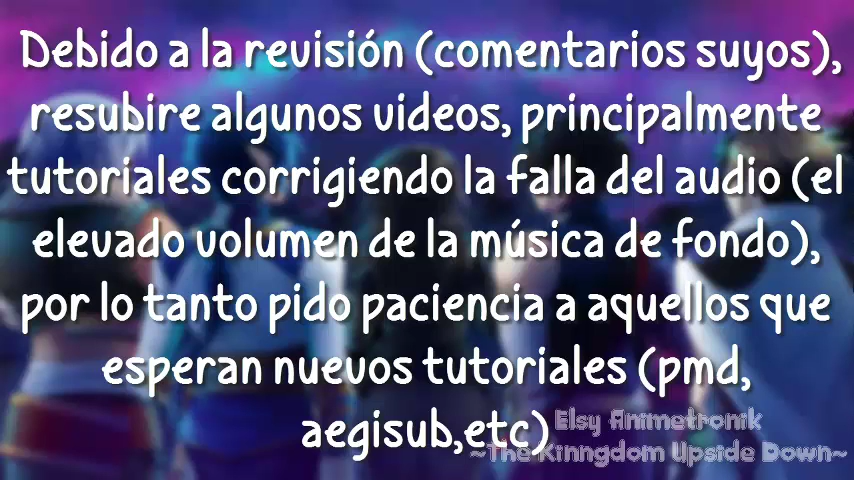 Debido a la revisión (comentarios suyos),
resubire algunos videos, principalmente
tutoriales corrigiendo la falla del audio (el
elevado volumen de la música de fondo),
por lo tanto pido paciencia a aquellos que
esperan nuevos tutoriales (pmd,
aegisub,etc)
Elsy Animetronik
~The Kinngdom Upside Down~